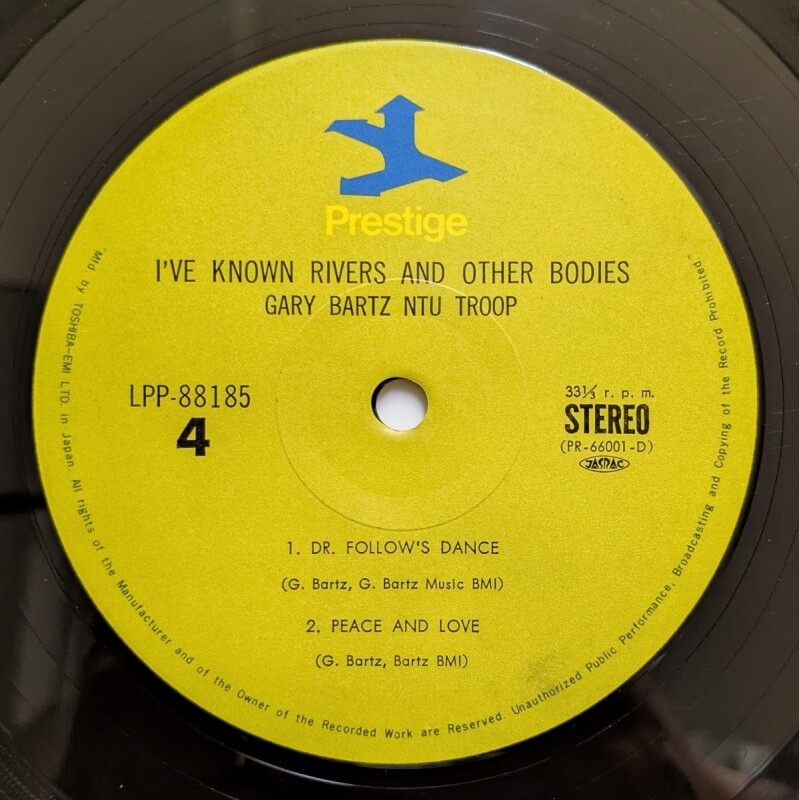 Prestige
I'VE KNOWN RIVERS AND OTHER BODIES
GARY BARTZ NTU TROOP
LPP-88185
4
33⅓ r. p. m.
STEREO
(PR-66001-D)
JASRAC
1. DR. FOLLOW'S DANCE
(G. Bartz, G. Bartz Music BMI)
2. PEACE AND LOVE
(G. Bartz, Bartz BMI)
"Mfd by TOSHIBA-EMI LTD. in Japan. All rights of the Manufacturer and of the Owner of the Recorded Work are Reserved. Unauthorized Public Performance, Broadcasting and Copying of the Record Prohibited."